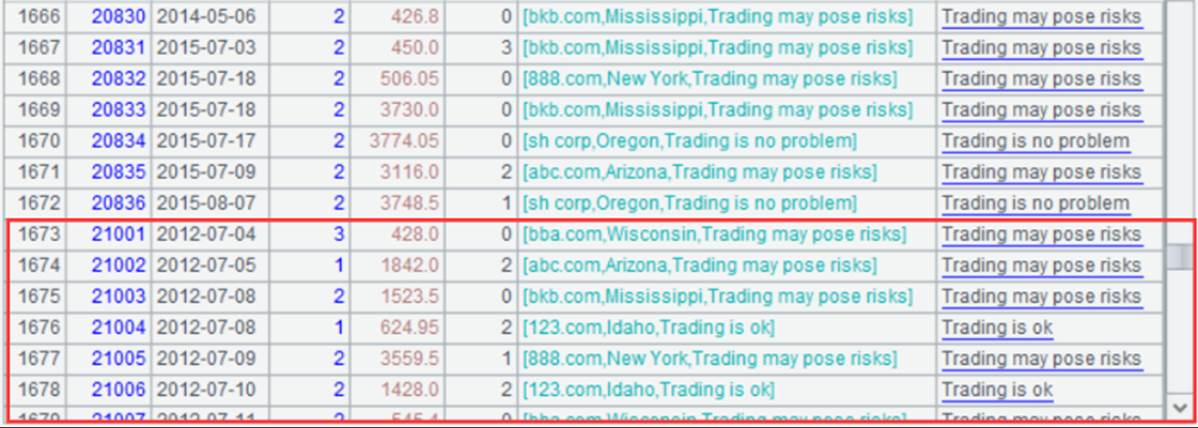 1666 20830 2014-05-06 2 426.8 0 [bkb.com,Mississippi,Trading may pose risks] Trading may pose risks
1667 20831 2015-07-03 2 450.0 3 [bkb.com,Mississippi,Trading may pose risks] Trading may pose risks
1668 20832 2015-07-18 2 506.05 0 [888.com,New York,Trading may pose risks] Trading may pose risks
1669 20833 2015-07-18 2 3730.0 0 [bkb.com,Mississippi,Trading may pose risks] Trading may pose risks
1670 20834 2015-07-17 2 3774.05 0 [sh corp,Oregon,Trading is no problem] Trading is no problem
1671 20835 2015-07-09 2 3116.0 2 [abc.com,Arizona,Trading may pose risks] Trading may pose risks
1672 20836 2015-08-07 2 3748.5 1 [sh corp,Oregon,Trading is no problem] Trading is no problem
1673 21001 2012-07-04 3 428.0 0 [bba.com,Wisconsin,Trading may pose risks] Trading may pose risks
1674 21002 2012-07-05 1 1842.0 2 [abc.com,Arizona,Trading may pose risks] Trading may pose risks
1675 21003 2012-07-08 2 1523.5 0 [bkb.com,Mississippi,Trading may pose risks] Trading may pose risks
1676 21004 2012-07-08 1 624.95 2 [123.com,Idaho,Trading is ok] Trading is ok
1677 21005 2012-07-09 2 3559.5 1 [888.com,New York,Trading may pose risks] Trading may pose risks
1678 21006 2012-07-10 2 1428.0 2 [123.com,Idaho,Trading is ok] Trading is ok
1679 21007 2012-07-11 2 545.4 0 [bba.com,Wisconsin,Trading may pose risks] Trading may pose risks